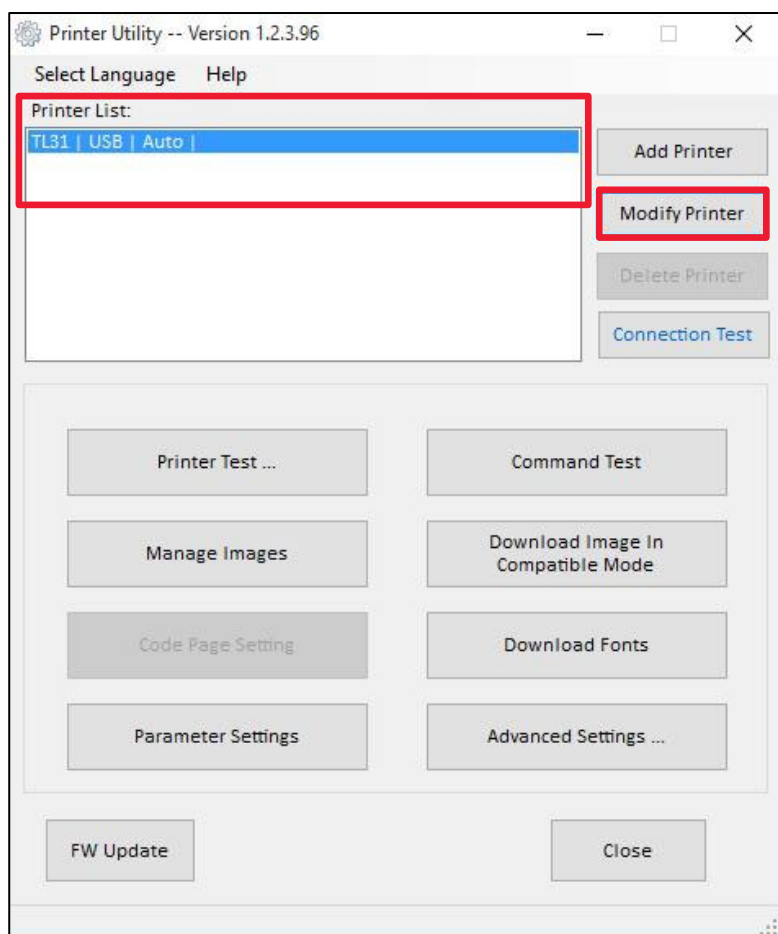 Printer Utility -- Version 1.2.3.96
Select Language Help
Printer List:
TL31 | USB | Auto |
Add Printer
Modify Printer
Delete Printer
Connection Test
Printer Test ...
Command Test
Manage Images
Download Image In
Compatible Mode
Code Page Setting
Download Fonts
Parameter Settings
Advanced Settings ...
FW Update
Close